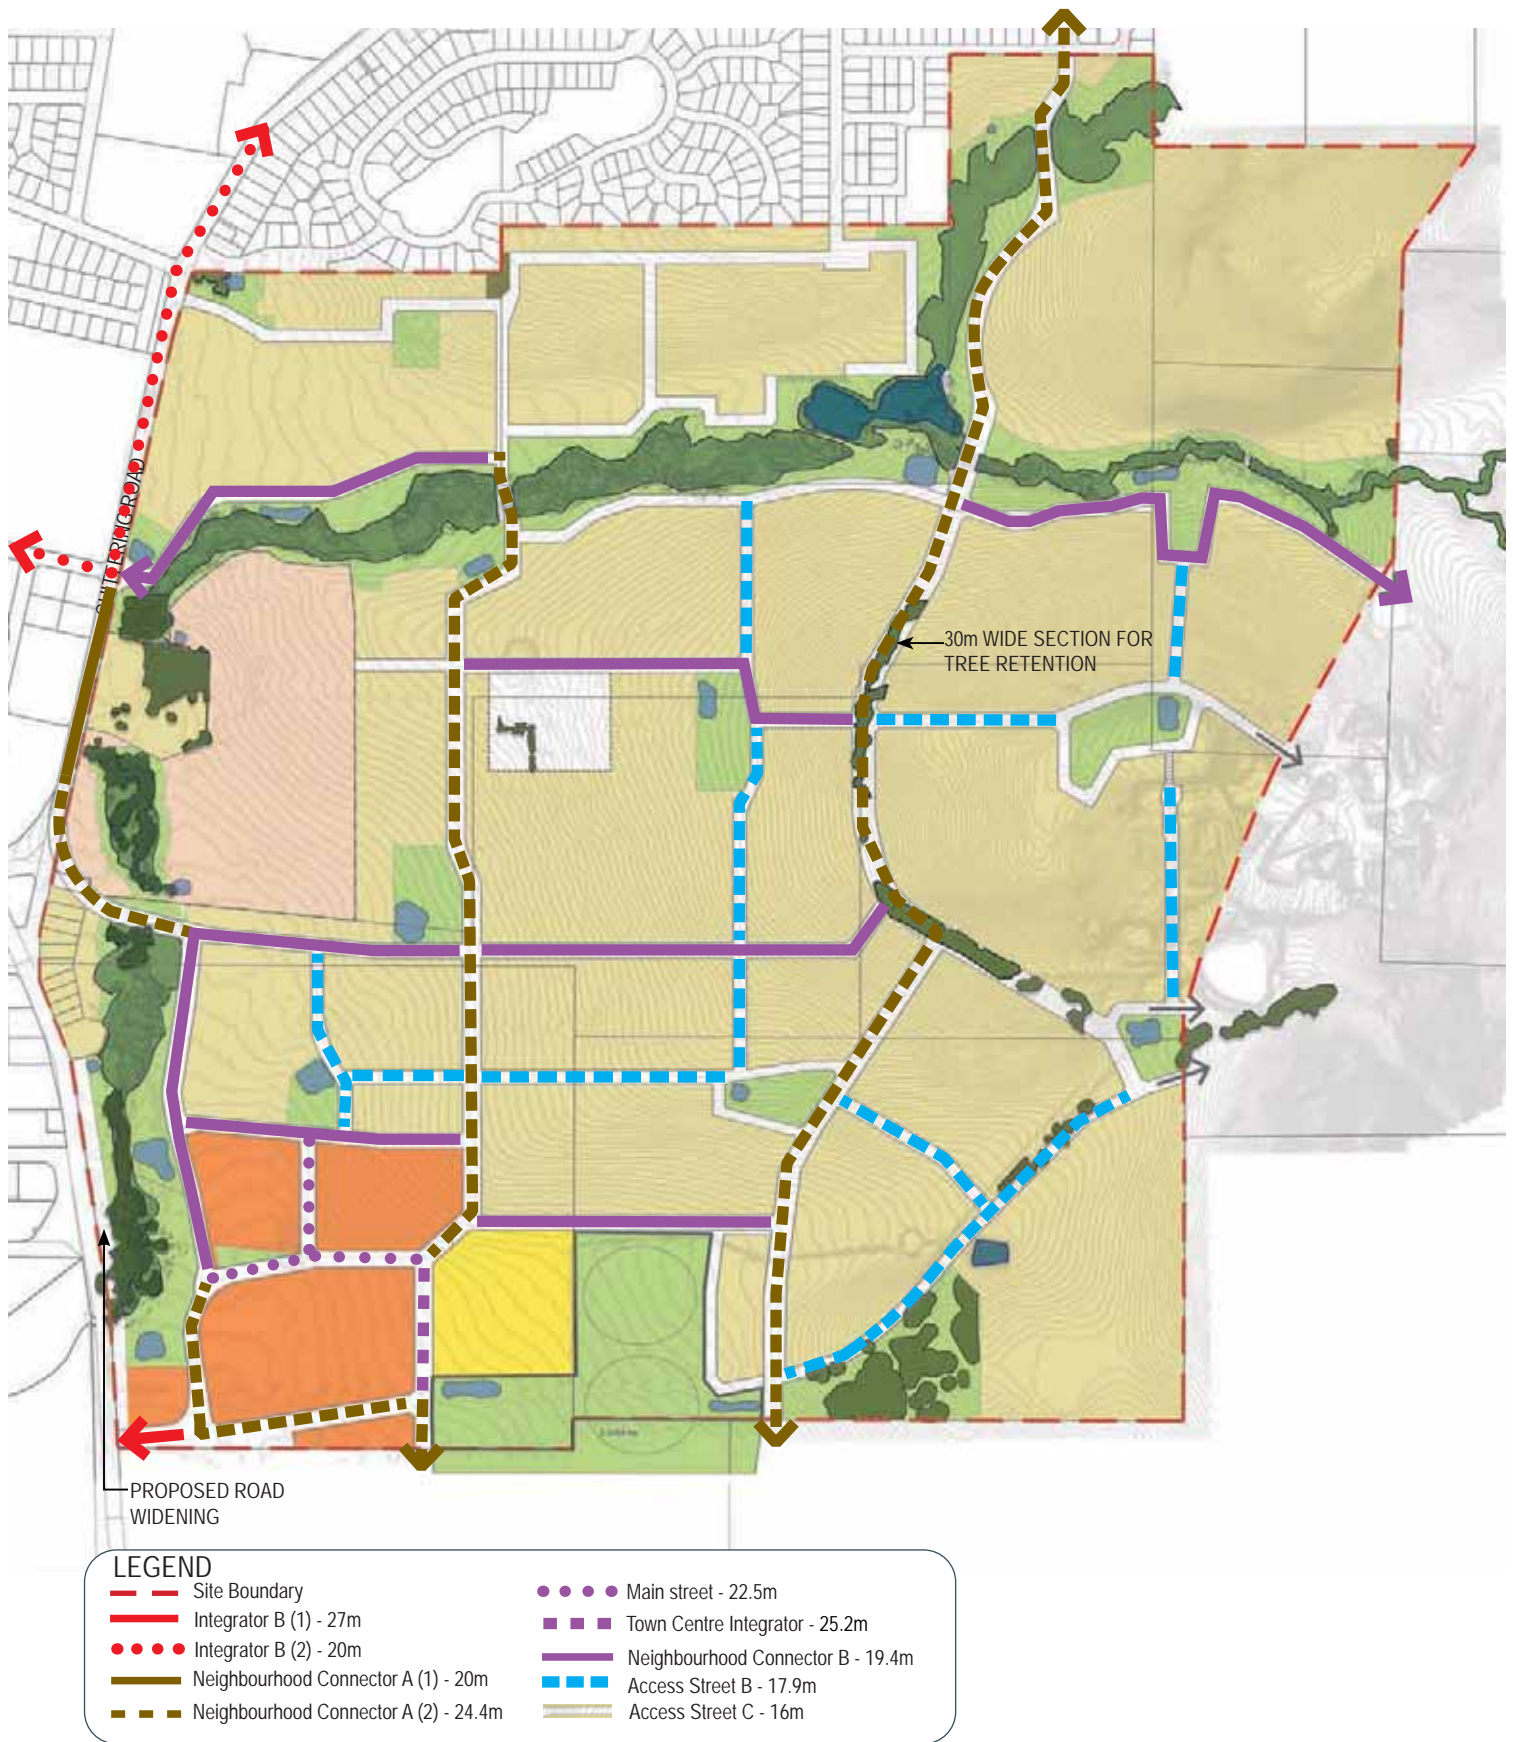 30m WIDE SECTION FOR
TREE RETENTION
PROPOSED ROAD
WIDENING
LEGEND
Site Boundary
Integrator B (1) - 27m
Integrator B (2) - 20m
Neighbourhood Connector A (1) - 20m
Neighbourhood Connector A (2) - 24.4m
Main street - 22.5m
Town Centre Integrator - 25.2m
Neighbourhood Connector B - 19.4m
Access Street B - 17.9m
Access Street C - 16m
ROAD